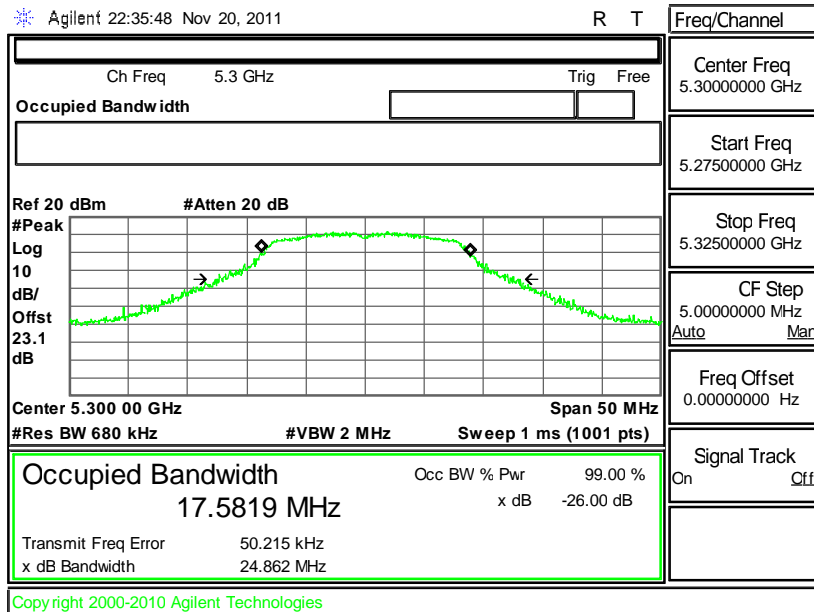 Agilent 22:35:48 Nov 20, 2011 R T
Ch Freq 5.3 GHz Trig Free
Occupied Bandwidth
Ref 20 dBm #Atten 20 dB
#Peak
Log
10
dB/
Offst
23.1
dB
Center 5.300 00 GHz Span 50 MHz
#Res BW 680 kHz #VBW 2 MHz Sweep 1 ms (1001 pts)
Occupied Bandwidth
17.5819 MHz
Occ BW % Pwr 99.00 %
x dB -26.00 dB
Transmit Freq Error 50.215 kHz
x dB Bandwidth 24.862 MHz
Copyright 2000-2010 Agilent Technologies
Freq/Channel
Center Freq
5.30000000 GHz
Start Freq
5.27500000 GHz
Stop Freq
5.32500000 GHz
CF Step
5.00000000 MHz
Auto Man
Freq Offset
0.00000000 Hz
Signal Track
On Off